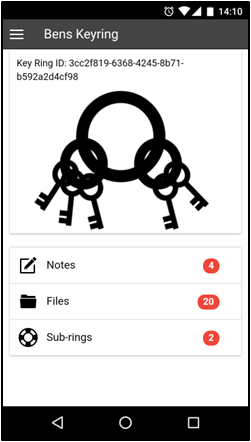 14:10
Bens Keyring
Key Ring ID: 3cc2f819-6368-4245-8b71-
b592a2d4cf98
Notes 4
Files 20
Sub-rings 2